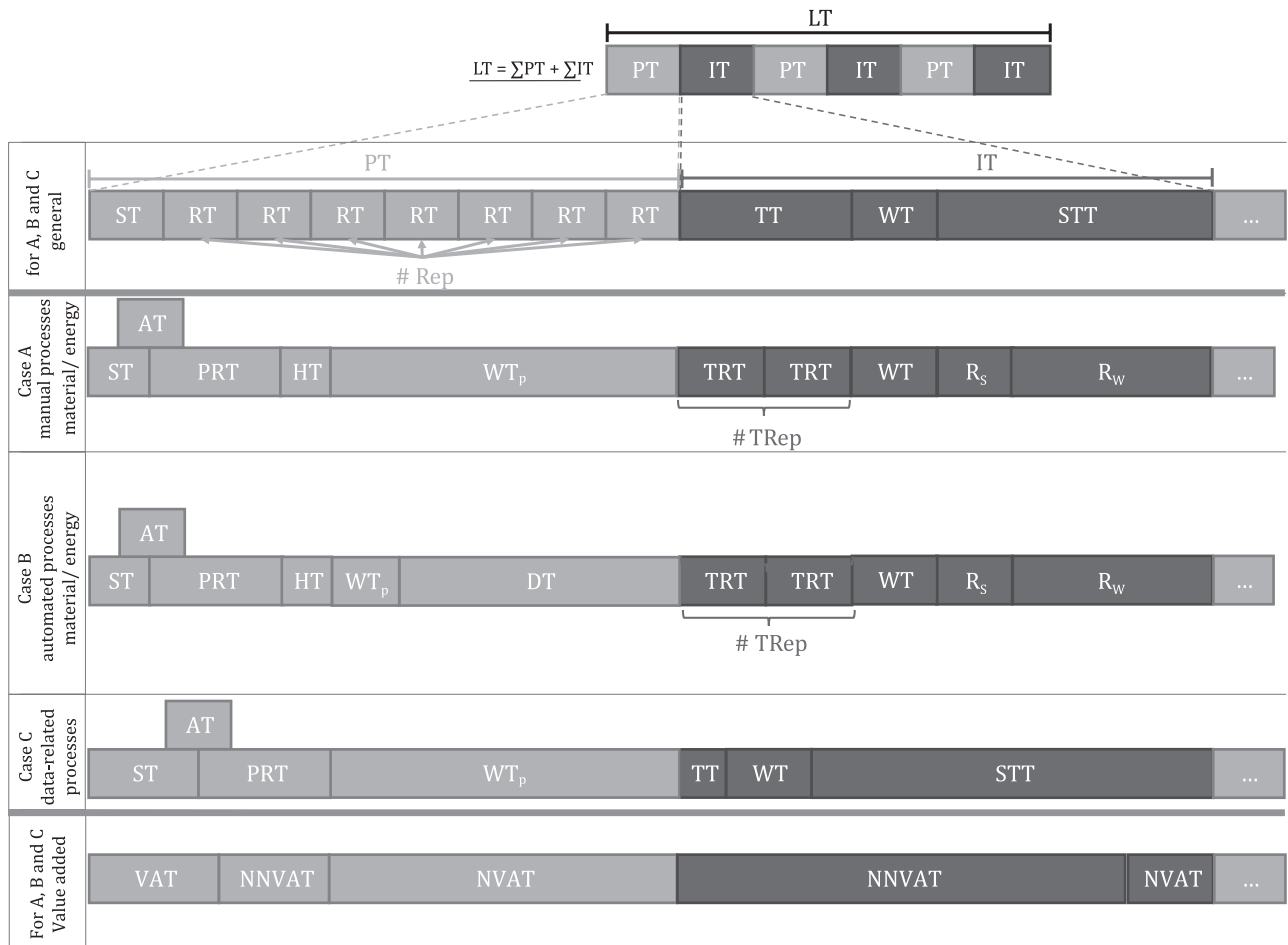 LT
LT = ∑PT + ∑IT
PT IT PT IT PT IT
for A, B and C
general
PT IT
ST RT RT RT RT RT RT RT TT WT STT ...
# Rep
Case A
manual processes
material/ energy
AT
ST PRT HT WTp TRT TRT WT RS RW ...
# TRep
Case B
automated processes
material/ energy
AT
ST PRT HT WTp DT TRT TRT WT RS RW ...
# TRep
Case C
data-related
processes
AT
ST PRT WTp TT WT STT ...
For A, B and C
Value added
VAT NNVAT NVAT NNVAT NVAT ...